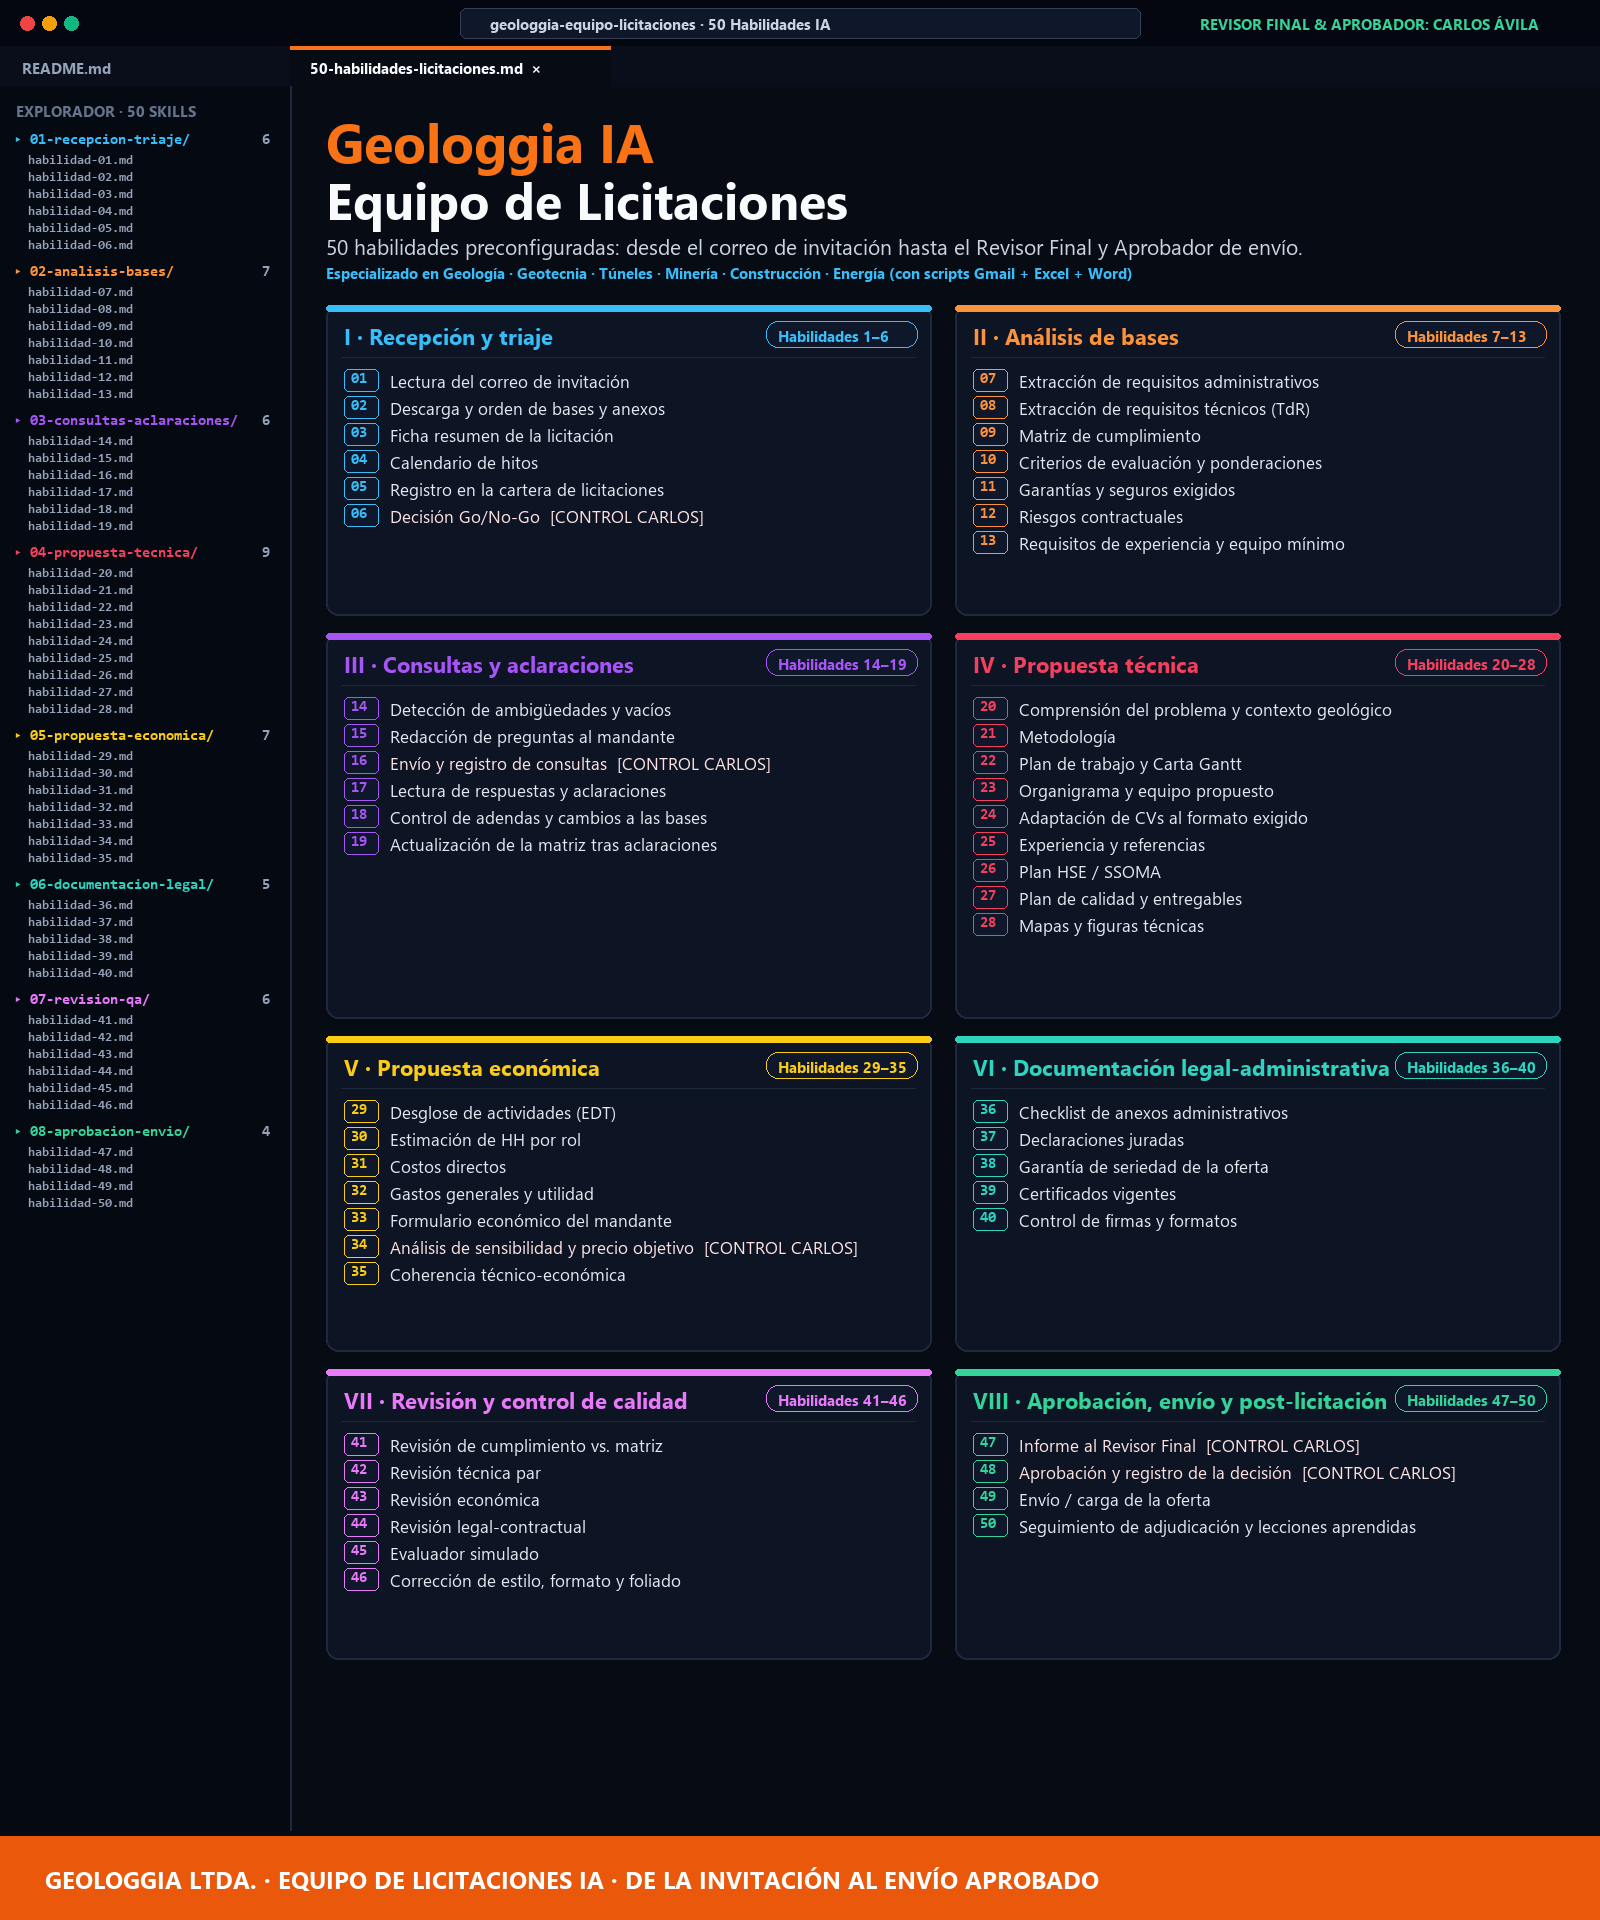 geologgia-equipo-licitaciones · 50 Habilidades IA
REVISOR FINAL & APROBADOR: CARLOS ÁVILA
README.md
50-habilidades-licitaciones.md ×
EXPLORADOR · 50 SKILLS
▸ 01-recepcion-triaje/ 6
habilidad-01.md
habilidad-02.md
habilidad-03.md
habilidad-04.md
habilidad-05.md
habilidad-06.md
▸ 02-analisis-bases/ 7
habilidad-07.md
habilidad-08.md
habilidad-09.md
habilidad-10.md
habilidad-11.md
habilidad-12.md
habilidad-13.md
▸ 03-consultas-aclaraciones/ 6
habilidad-14.md
habilidad-15.md
habilidad-16.md
habilidad-17.md
habilidad-18.md
habilidad-19.md
▸ 04-propuesta-tecnica/ 9
habilidad-20.md
habilidad-21.md
habilidad-22.md
habilidad-23.md
habilidad-24.md
habilidad-25.md
habilidad-26.md
habilidad-27.md
habilidad-28.md
▸ 05-propuesta-economica/ 7
habilidad-29.md
habilidad-30.md
habilidad-31.md
habilidad-32.md
habilidad-33.md
habilidad-34.md
habilidad-35.md
▸ 06-documentacion-legal/ 5
habilidad-36.md
habilidad-37.md
habilidad-38.md
habilidad-39.md
habilidad-40.md
▸ 07-revision-qa/ 6
habilidad-41.md
habilidad-42.md
habilidad-43.md
habilidad-44.md
habilidad-45.md
habilidad-46.md
▸ 08-aprobacion-envio/ 4
habilidad-47.md
habilidad-48.md
habilidad-49.md
habilidad-50.md
Geologgia IA
Equipo de Licitaciones
50 habilidades preconfiguradas: desde el correo de invitación hasta el Revisor Final y Aprobador de envío.
Especializado en Geología · Geotecnia · Túneles · Minería · Construcción · Energía (con scripts Gmail + Excel + Word)
I · Recepción y triaje Habilidades 1–6
01 Lectura del correo de invitación
02 Descarga y orden de bases y anexos
03 Ficha resumen de la licitación
04 Calendario de hitos
05 Registro en la cartera de licitaciones
06 Decisión Go/No-Go [CONTROL CARLOS]
II · Análisis de bases Habilidades 7–13
07 Extracción de requisitos administrativos
08 Extracción de requisitos técnicos (TdR)
09 Matriz de cumplimiento
10 Criterios de evaluación y ponderaciones
11 Garantías y seguros exigidos
12 Riesgos contractuales
13 Requisitos de experiencia y equipo mínimo
III · Consultas y aclaraciones Habilidades 14–19
14 Detección de ambigüedades y vacíos
15 Redacción de preguntas al mandante
16 Envío y registro de consultas [CONTROL CARLOS]
17 Lectura de respuestas y aclaraciones
18 Control de adendas y cambios a las bases
19 Actualización de la matriz tras aclaraciones
IV · Propuesta técnica Habilidades 20–28
20 Comprensión del problema y contexto geológico
21 Metodología
22 Plan de trabajo y Carta Gantt
23 Organigrama y equipo propuesto
24 Adaptación de CVs al formato exigido
25 Experiencia y referencias
26 Plan HSE / SSOMA
27 Plan de calidad y entregables
28 Mapas y figuras técnicas
V · Propuesta económica Habilidades 29–35
29 Desglose de actividades (EDT)
30 Estimación de HH por rol
31 Costos directos
32 Gastos generales y utilidad
33 Formulario económico del mandante
34 Análisis de sensibilidad y precio objetivo [CONTROL CARLOS]
35 Coherencia técnico-económica
VI · Documentación legal-administrativa Habilidades 36–40
36 Checklist de anexos administrativos
37 Declaraciones juradas
38 Garantía de seriedad de la oferta
39 Certificados vigentes
40 Control de firmas y formatos
VII · Revisión y control de calidad Habilidades 41–46
41 Revisión de cumplimiento vs. matriz
42 Revisión técnica par
43 Revisión económica
44 Revisión legal-contractual
45 Evaluador simulado
46 Corrección de estilo, formato y foliado
VIII · Aprobación, envío y post-licitación Habilidades 47–50
47 Informe al Revisor Final [CONTROL CARLOS]
48 Aprobación y registro de la decisión [CONTROL CARLOS]
49 Envío / carga de la oferta
50 Seguimiento de adjudicación y lecciones aprendidas
GEOLOGGIA LTDA. · EQUIPO DE LICITACIONES IA · DE LA INVITACIÓN AL ENVÍO APROBADO